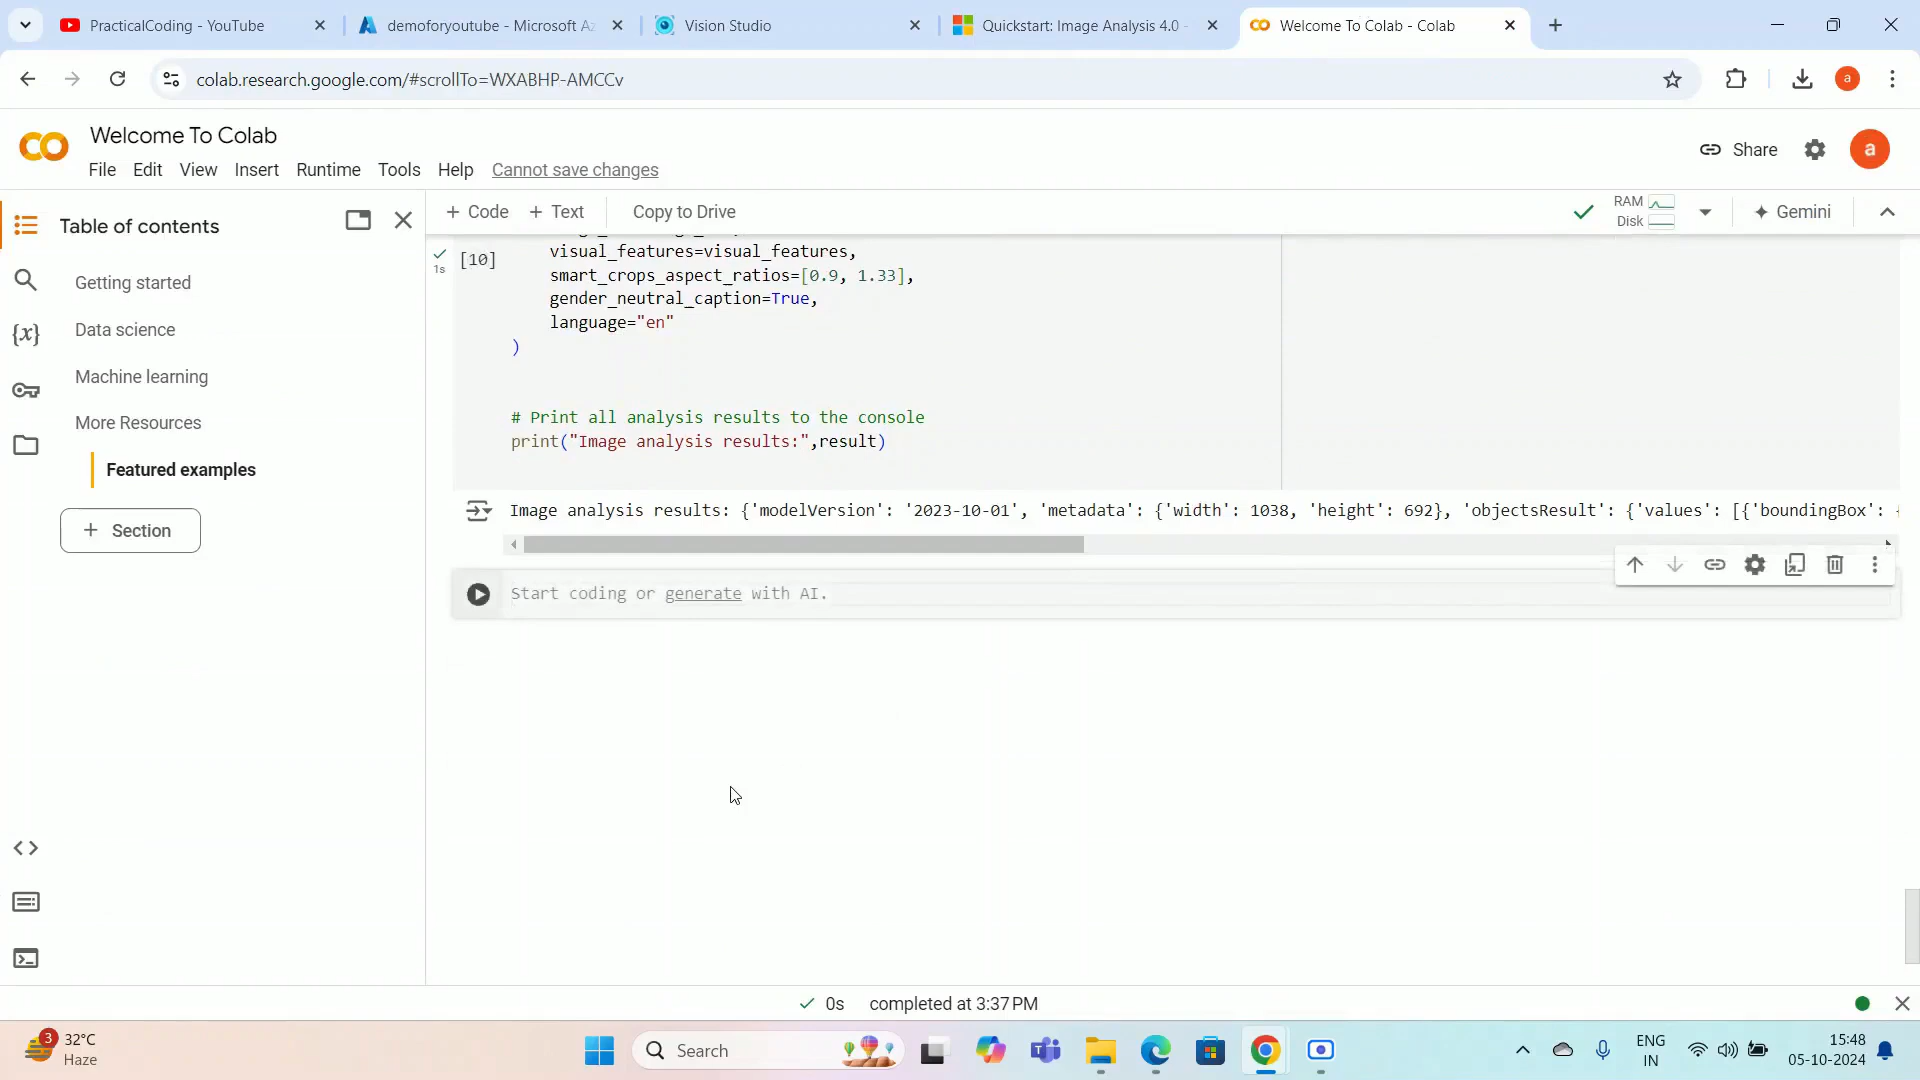 PracticalCoding - YouTube
demoforyoutube - Microsoft Az
Vision Studio
Quickstart: Image Analysis 4.0 -
Welcome To Colab - Colab
colab.research.google.com/#scrollTo=WXABHP-AMCCv
a
Welcome To Colab
File Edit View Insert Runtime Tools Help Cannot save changes
Share
a
Table of contents
+ Code + Text Copy to Drive
RAM
Disk
Gemini
Getting started
Data science
Machine learning
More Resources
Featured examples
+ Section
1s
[10]
visual_features=visual_features,
smart_crops_aspect_ratios=[0.9, 1.33],
gender_neutral_caption=True,
language="en"
)
# Print all analysis results to the console
print("Image analysis results:",result)
Image analysis results: {'modelVersion': '2023-10-01', 'metadata': {'width': 1038, 'height': 692}, 'objectsResult': {'values': [{'boundingBox': {
Start coding or generate with AI.
0s completed at 3:37 PM
3
32°C
Haze
Search
ENG
IN
15:48
05-10-2024